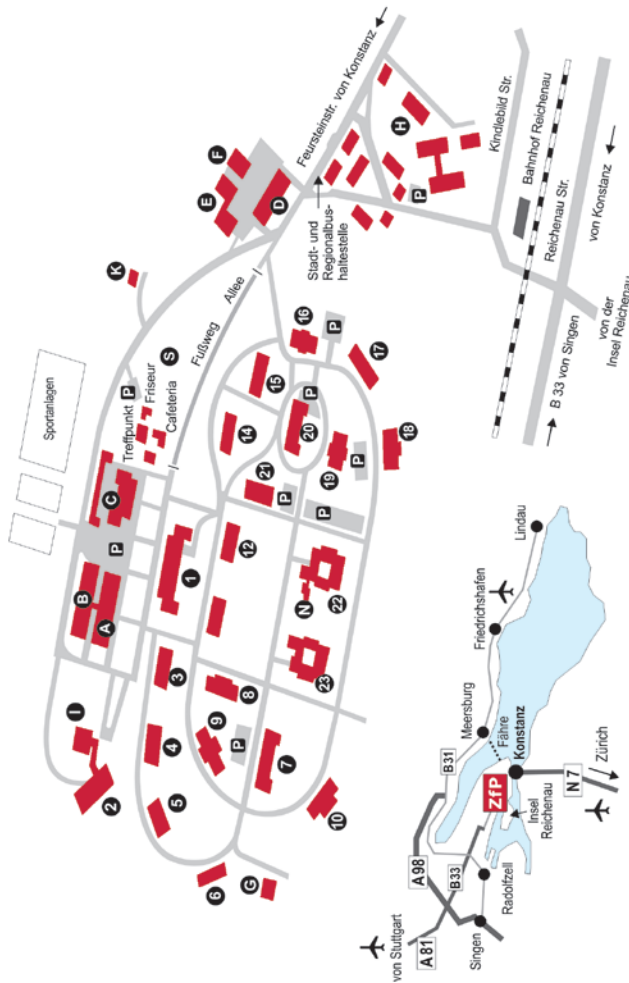 Sportanlagen
K
E
F
D
Feursteinstr. von Konstanz
H
P
Kindlebild Str.
Bahnhof Reichenau
Reichenau Str.
von Konstanz
B 33 von Singen
von der
Insel Reichenau
Stadt- und
Regionalbus-
haltestelle
Fußweg
Allee
S
P
Treffpunkt
Friseur
Cafeteria
C
P
B
A
I
2
1
3
4
5
6
G
9
8
P
7
10
12
14
15
16
P
17
P
20
21
P
19
P
18
P
N
22
23
Lindau
Friedrichshafen
Meersburg
Fähre
Konstanz
B31
ZfP
N 7
Zürich
Insel
Reichenau
A98
B33
Radolfzell
von Stuttgart
A 81
Singen